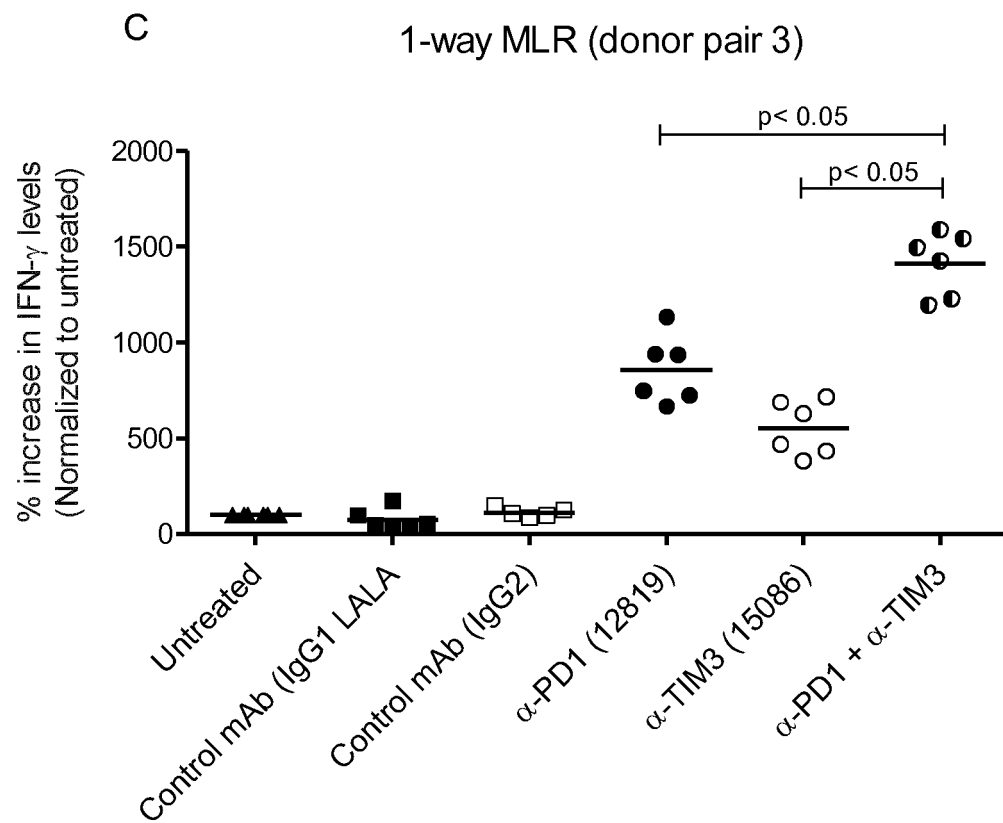 C
1-way MLR (donor pair 3)
p< 0.05
p< 0.05
% increase in IFN-γ levels
(Normalized to untreated)
2000
1500
1000
500
0
Untreated
Control mAb (IgG1 LALA
Control mAb (IgG2)
α-PD1 (12819)
α-TIM3 (15086)
α-PD1 + α-TIM3